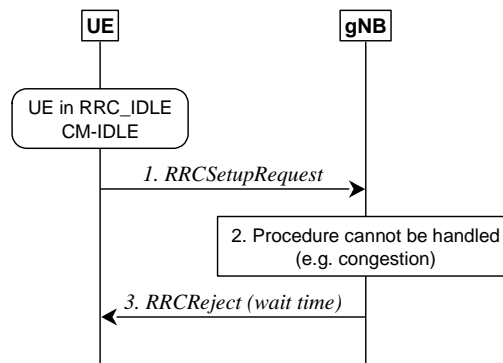 UE
gNB
UE in RRC_IDLE
CM-IDLE
1. RRCSetupRequest
2. Procedure cannot be handled
(e.g. congestion)
3. RRCReject (wait time)